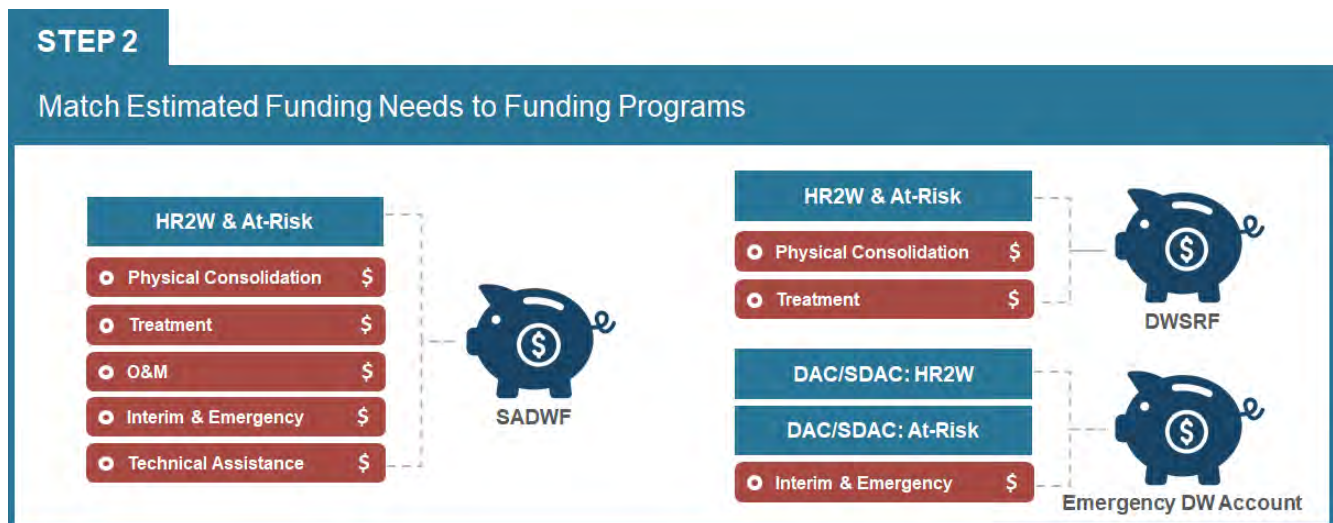 STEP 2
Match Estimated Funding Needs to Funding Programs
HR2W & At-Risk
Physical Consolidation $
Treatment $
O&M $
Interim & Emergency $
Technical Assistance $
$
SADWF
HR2W & At-Risk
Physical Consolidation $
Treatment $
$
DWSRF
DAC/SDAC: HR2W
DAC/SDAC: At-Risk
Interim & Emergency $
$
Emergency DW Account